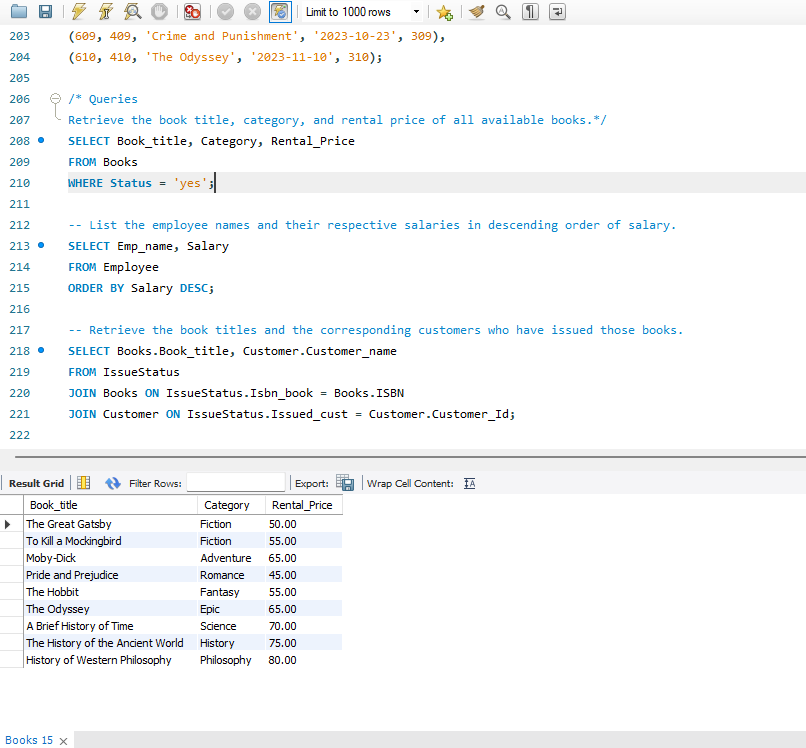 Limit to 1000 rows
203 (609, 409, 'Crime and Punishment', '2023-10-23', 309),
204 (610, 410, 'The Odyssey', '2023-11-10', 310);
205
206 /* Queries
207 Retrieve the book title, category, and rental price of all available books.*/
208 SELECT Book_title, Category, Rental_Price
209 FROM Books
210 WHERE Status = 'yes';
211
212 -- List the employee names and their respective salaries in descending order of salary.
213 SELECT Emp_name, Salary
214 FROM Employee
215 ORDER BY Salary DESC;
216
217 -- Retrieve the book titles and the corresponding customers who have issued those books.
218 SELECT Books.Book_title, Customer.Customer_name
219 FROM IssueStatus
220 JOIN Books ON IssueStatus.Isbn_book = Books.ISBN
221 JOIN Customer ON IssueStatus.Issued_cust = Customer.Customer_Id;
222
Result Grid Filter Rows: Export: Wrap Cell Content: IA
Book_title Category Rental_Price
The Great Gatsby Fiction 50.00
To Kill a Mockingbird Fiction 55.00
Moby-Dick Adventure 65.00
Pride and Prejudice Romance 45.00
The Hobbit Fantasy 55.00
The Odyssey Epic 65.00
A Brief History of Time Science 70.00
The History of the Ancient World History 75.00
History of Western Philosophy Philosophy 80.00
Books 15